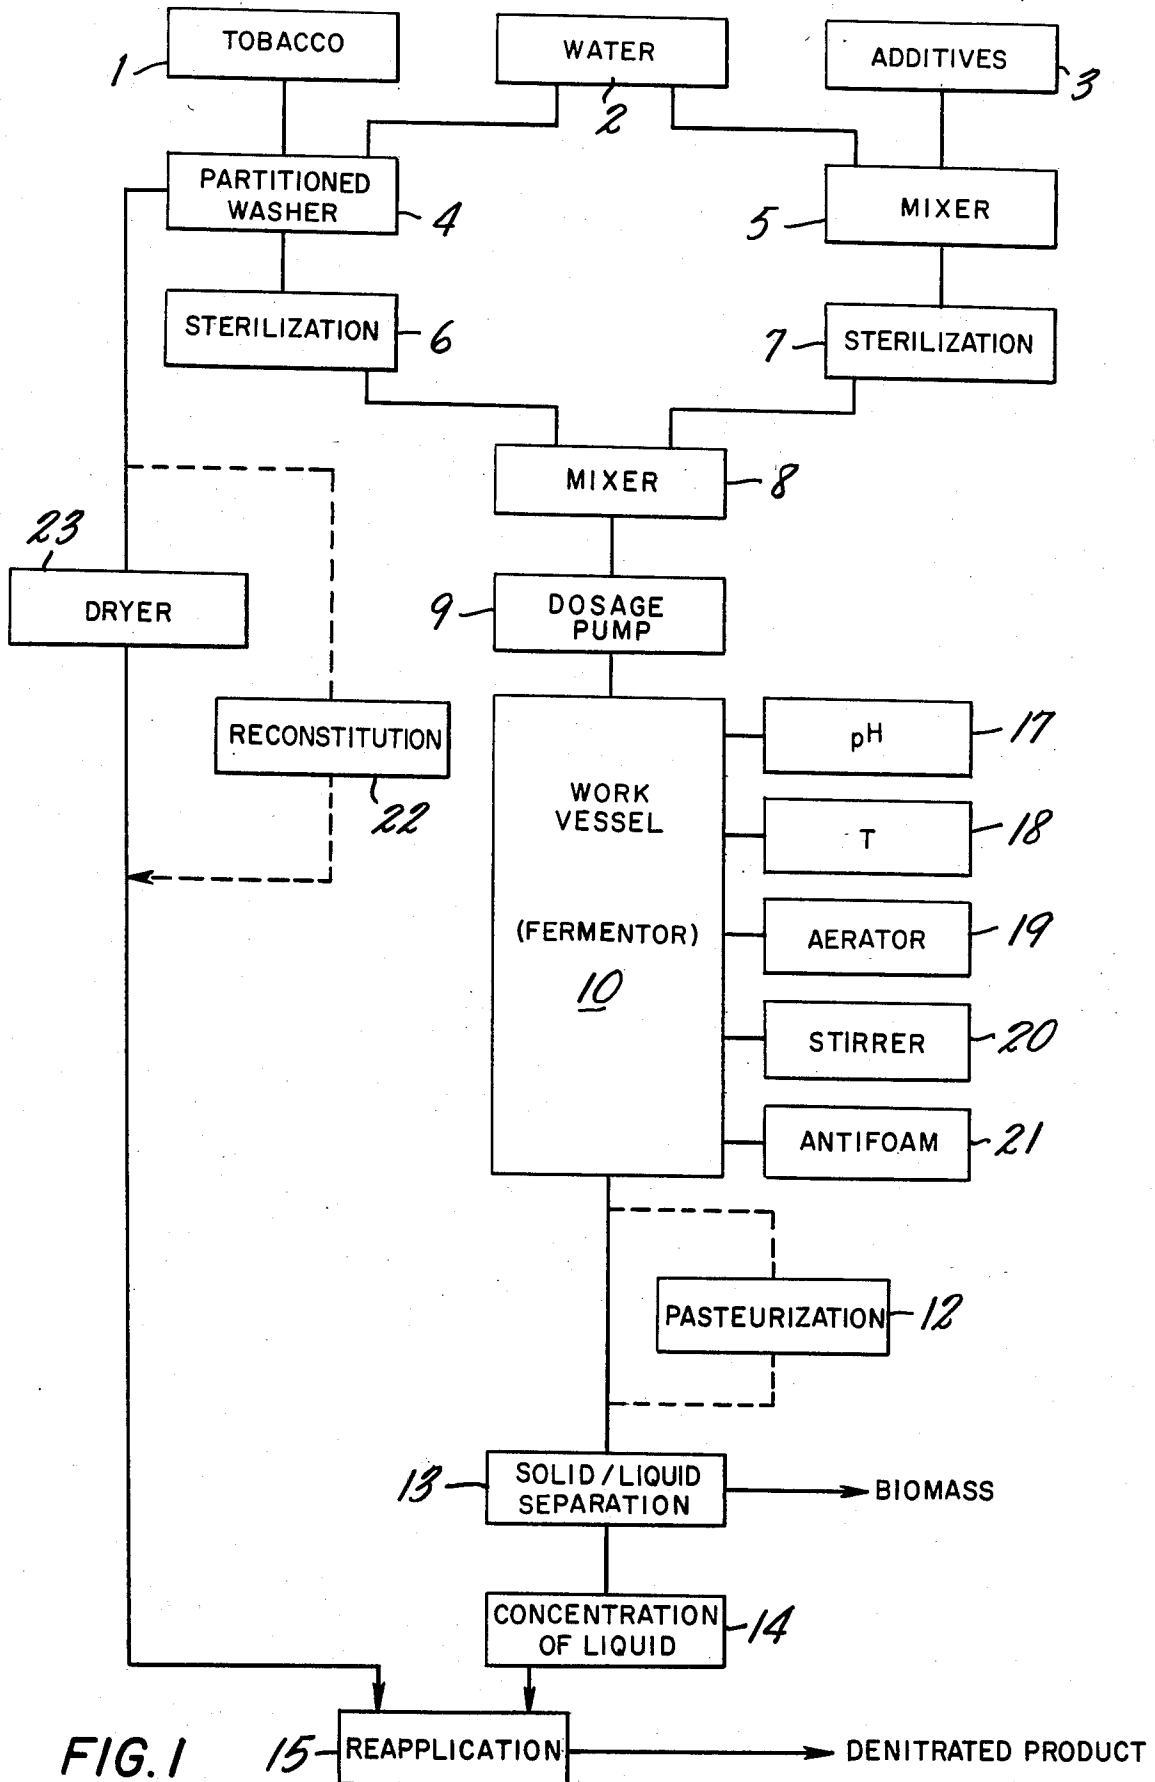 TOBACCO
1
WATER
2
ADDITIVES
3
PARTITIONED
WASHER
4
5
MIXER
STERILIZATION
6
7
STERILIZATION
MIXER
8
23
DRYER
9
DOSAGE
PUMP
RECONSTITUTION
22
WORK
VESSEL
(FERMENTOR)
10
pH
17
T
18
AERATOR
19
STIRRER
20
ANTIFOAM
21
PASTEURIZATION
12
13
SOLID/LIQUID
SEPARATION
BIOMASS
CONCENTRATION
OF LIQUID
14
FIG.1
15
REAPPLICATION
DENITRATED PRODUCT